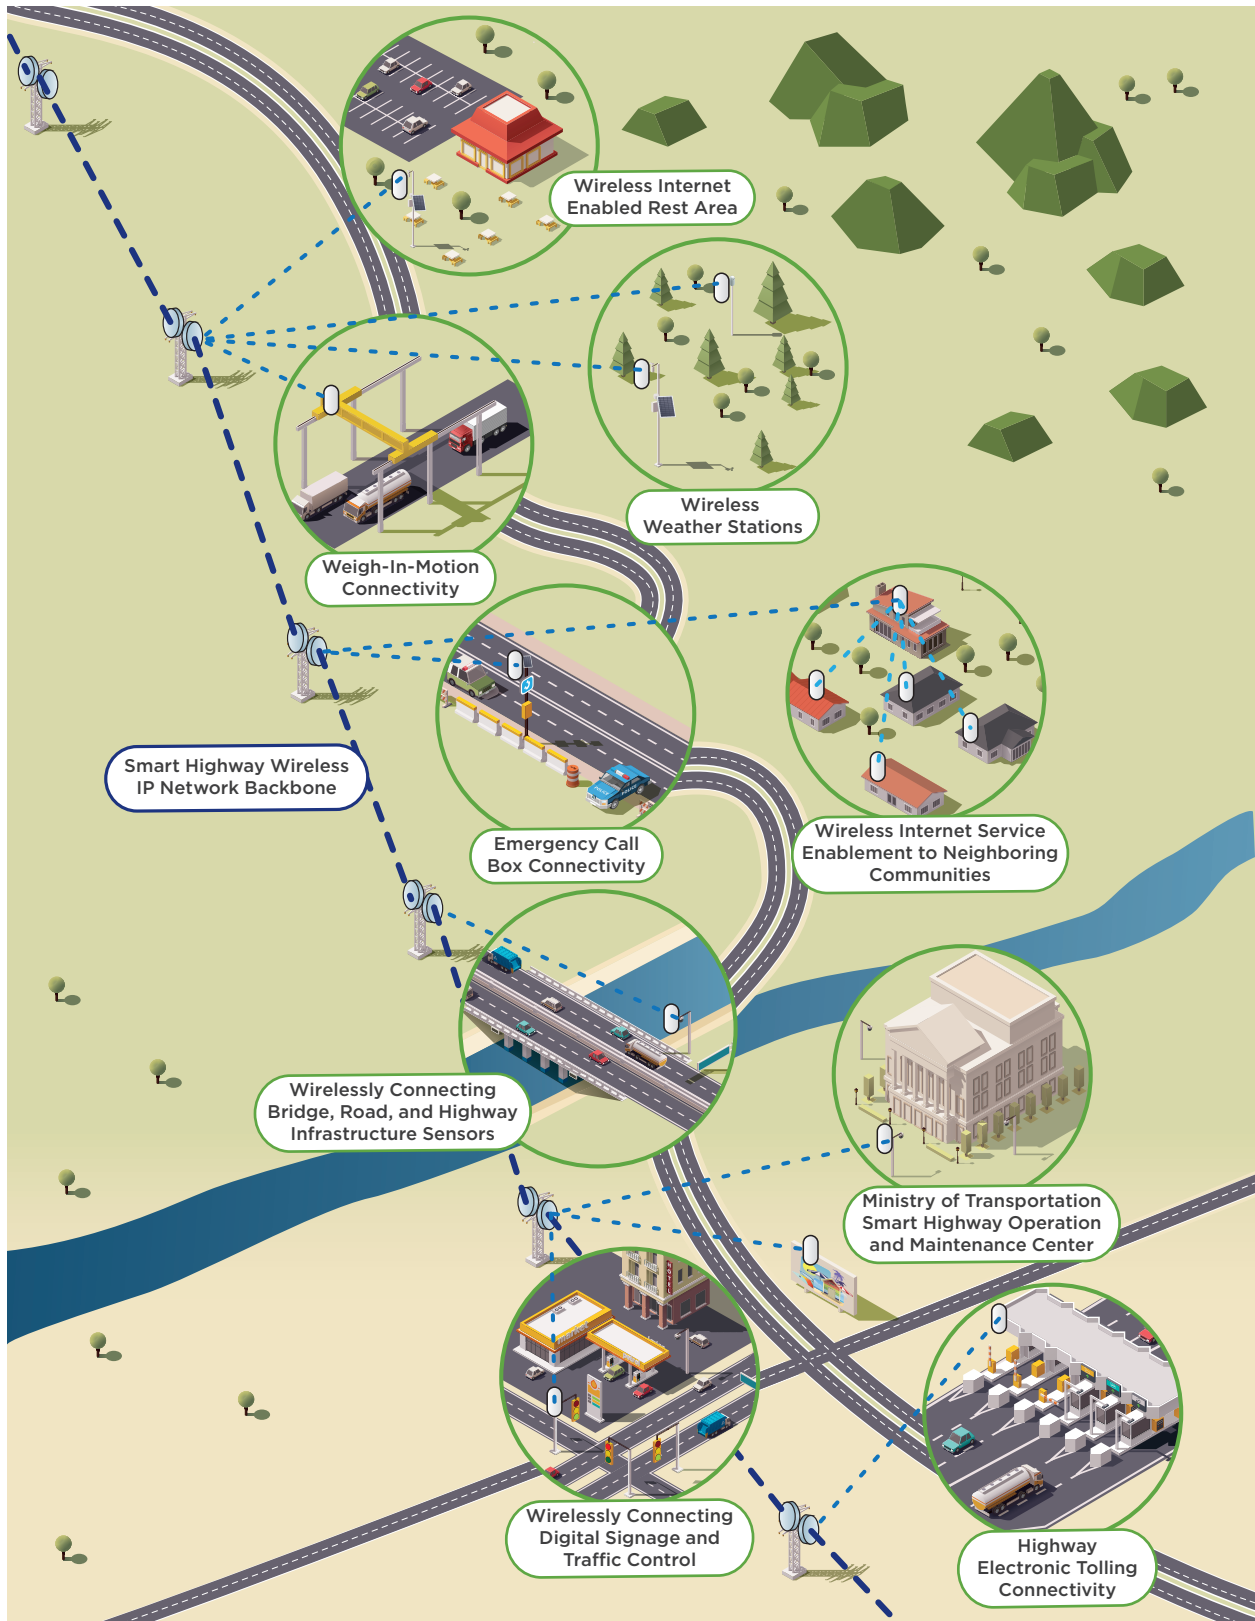 Wireless Internet
Enabled Rest Area
Wireless
Weather Stations
Weigh-In-Motion
Connectivity
Smart Highway Wireless
IP Network Backbone
Emergency Call
Box Connectivity
Wireless Internet Service
Enablement to Neighboring
Communities
Wirelessly Connecting
Bridge, Road, and Highway
Infrastructure Sensors
Ministry of Transportation
Smart Highway Operation
and Maintenance Center
HOTEL
Wirelessly Connecting
Digital Signage and
Traffic Control
Highway
Electronic Tolling
Connectivity